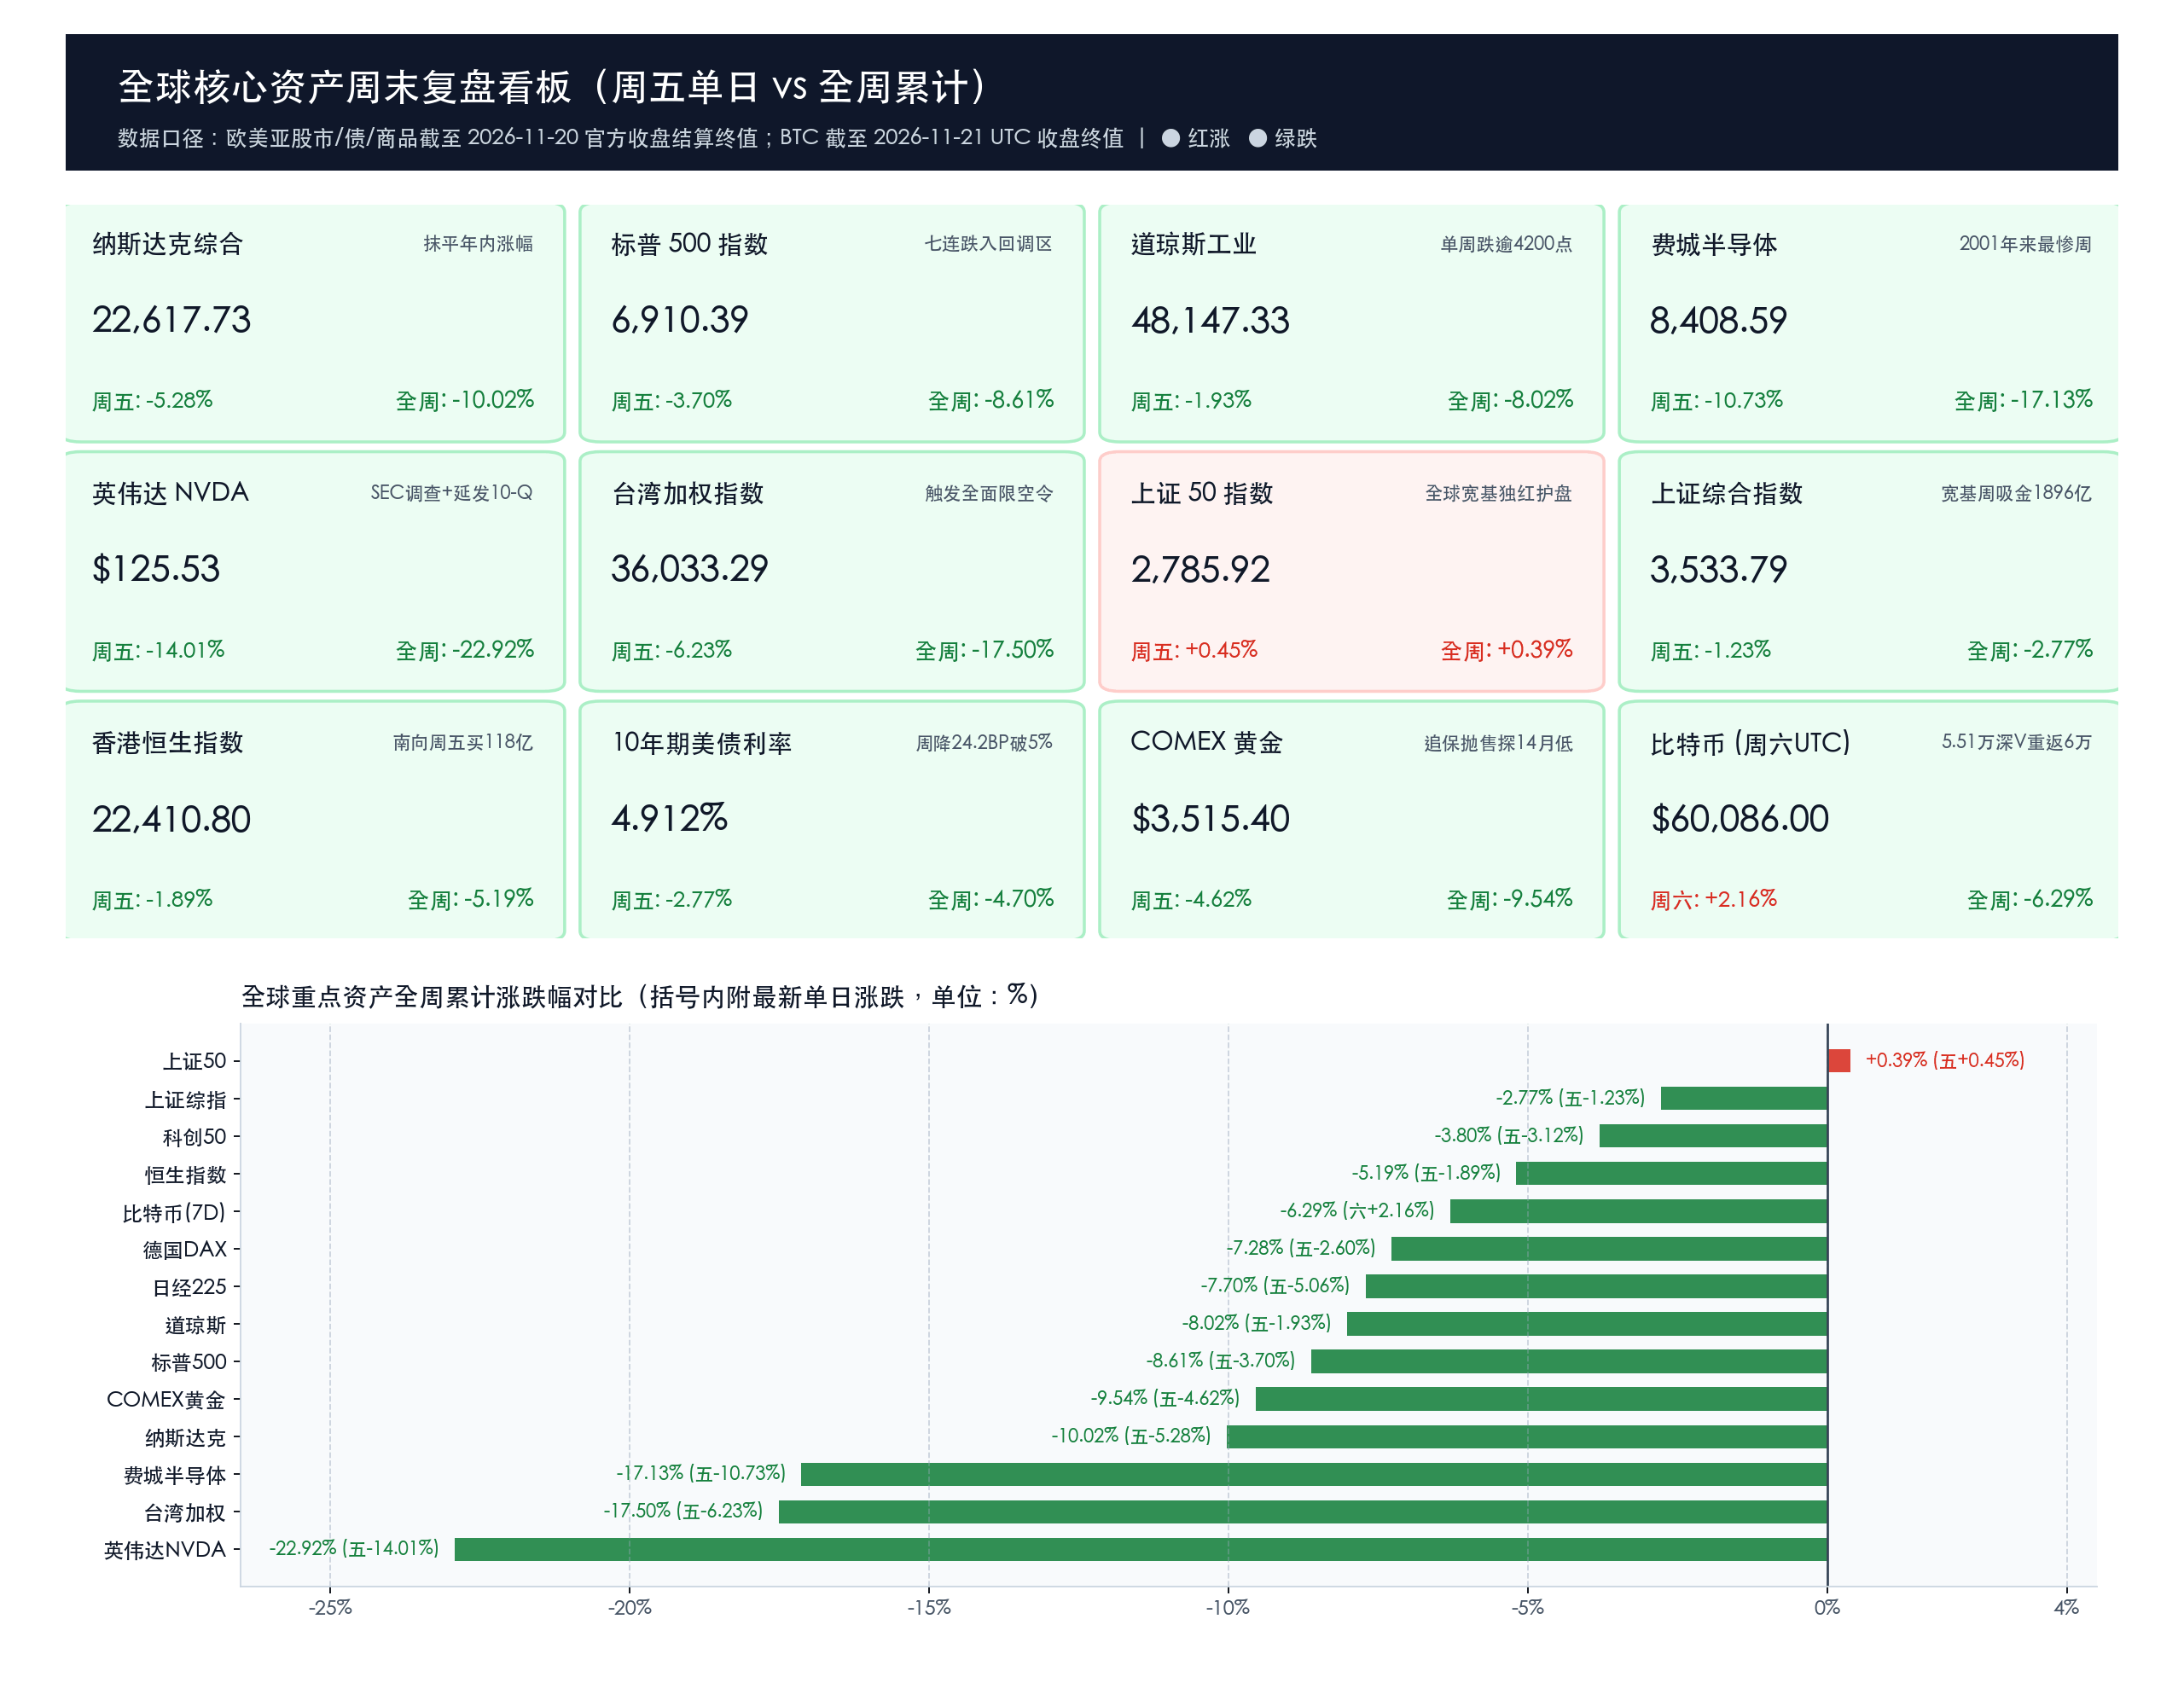 全球核心资产周末复盘看板（周五单日 vs 全周累计）
数据口径：欧美亚股市/债/商品截至 2026-11-20 官方收盘结算终值；BTC 截至 2026-11-21 UTC 收盘终值 | ● 红涨 ● 绿跌
纳斯达克综合 抹平年内涨幅
22,617.73
周五: -5.28% 全周: -10.02%
标普 500 指数 七连跌入回调区
6,910.39
周五: -3.70% 全周: -8.61%
道琼斯工业 单周跌逾4200点
48,147.33
周五: -1.93% 全周: -8.02%
费城半导体 2001年来最惨周
8,408.59
周五: -10.73% 全周: -17.13%
英伟达 NVDA SEC调查+延发10-Q
$125.53
周五: -14.01% 全周: -22.92%
台湾加权指数 触发全面限空令
36,033.29
周五: -6.23% 全周: -17.50%
上证 50 指数 全球宽基独红护盘
2,785.92
周五: +0.45% 全周: +0.39%
上证综合指数 宽基周吸金1896亿
3,533.79
周五: -1.23% 全周: -2.77%
香港恒生指数 南向周五买118亿
22,410.80
周五: -1.89% 全周: -5.19%
10年期美债利率 周降24.2BP破5%
4.912%
周五: -2.77% 全周: -4.70%
COMEX 黄金 追保抛售探14月低
$3,515.40
周五: -4.62% 全周: -9.54%
比特币 (周六UTC) 5.51万深V重返6万
$60,086.00
周六: +2.16% 全周: -6.29%
全球重点资产全周累计涨跌幅对比（括号内附最新单日涨跌，单位：%）
上证50 +0.39% (五+0.45%)
上证综指 -2.77% (五-1.23%)
科创50 -3.80% (五-3.12%)
恒生指数 -5.19% (五-1.89%)
比特币(7D) -6.29% (六+2.16%)
德国DAX -7.28% (五-2.60%)
日经225 -7.70% (五-5.06%)
道琼斯 -8.02% (五-1.93%)
标普500 -8.61% (五-3.70%)
COMEX黄金 -9.54% (五-4.62%)
纳斯达克 -10.02% (五-5.28%)
费城半导体 -17.13% (五-10.73%)
台湾加权 -17.50% (五-6.23%)
英伟达NVDA -22.92% (五-14.01%)
-25% -20% -15% -10% -5% 0% 4%